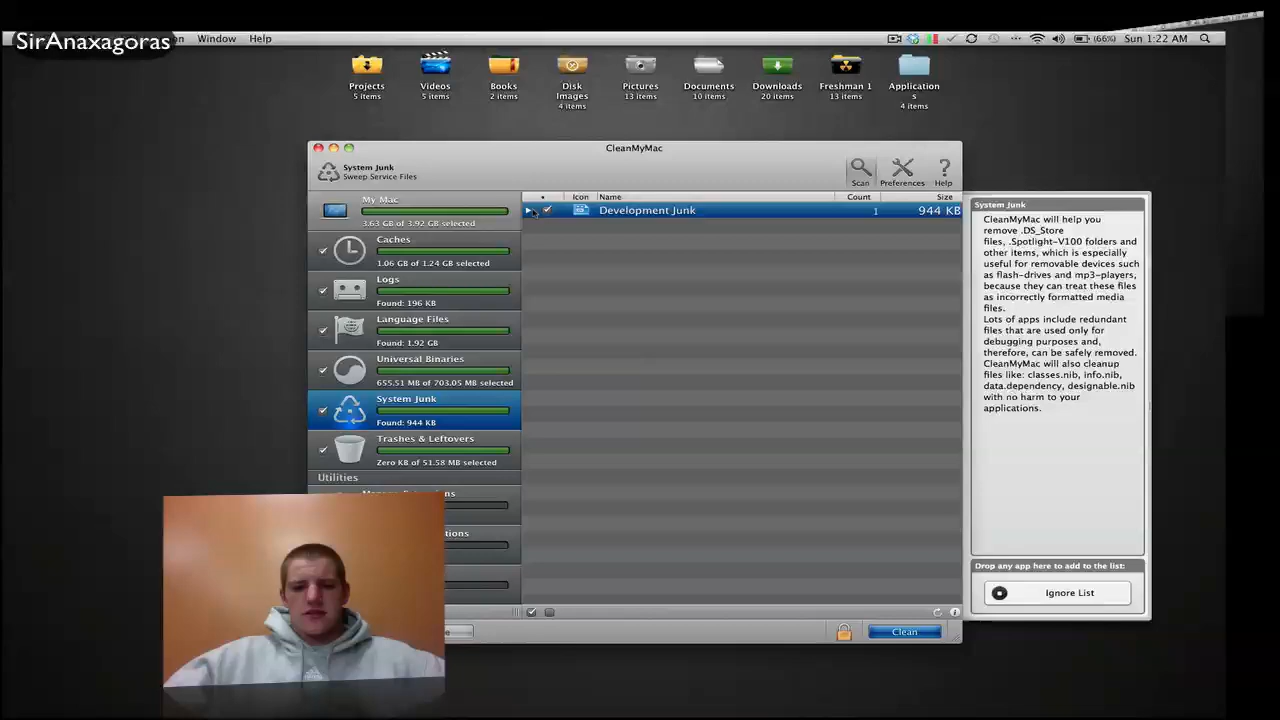 SirAnaxagoras
Window Help
(66%) Sun 1:22 AM
Projects
5 items
Videos
5 items
Books
2 items
Disk
Images
4 items
Pictures
13 items
Documents
10 items
Downloads
20 items
Freshman 1
13 items
Application
s
4 items
CleanMyMac
System Junk
Sweep Service Files
Scan
Preferences
Help
My Mac
3.63 GB of 3.92 GB selected
Caches
1.06 GB of 1.24 GB selected
Logs
Found: 196 KB
Language Files
Found: 1.92 GB
Universal Binaries
655.51 MB of 703.05 MB selected
System Junk
Found: 944 KB
Trashes & Leftovers
Zero KB of 51.58 MB selected
Utilities
Icon Name Count Size
Development Junk 1 944 KB
System Junk
CleanMyMac will help you
remove .DS_Store
files, .Spotlight-V100 folders and
other items, which is especially
useful for removable devices such
as flash-drives and mp3-players,
because they can treat these files
as incorrectly formatted media
files.
Lots of apps include redundant
files that are used only for
debugging purposes and,
therefore, can be safely removed.
CleanMyMac will also cleanup
files like: classes.nib, info.nib,
data.dependency, designable.nib
with no harm to your
applications.
Drop any app here to add to the list:
Ignore List
Clean